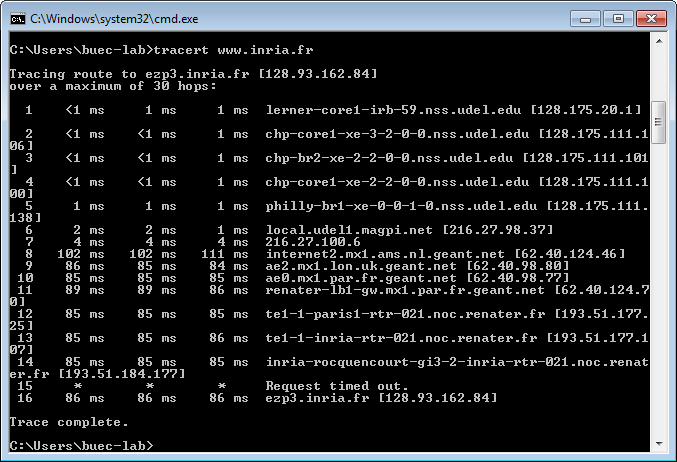 C:\Windows\system32\cmd.exe
C:\Users\buec-lab>tracert www.inria.fr
Tracing route to ezp3.inria.fr [128.93.162.84]
over a maximum of 30 hops:
1 <1 ms 1 ms 1 ms lerner-core1-irb-59.nss.udel.edu [128.175.20.1]
2 <1 ms <1 ms 1 ms chp-core1-xe-3-2-0-0.nss.udel.edu [128.175.111.1
06]
3 <1 ms <1 ms 1 ms chp-br2-xe-2-2-0-0.nss.udel.edu [128.175.111.101
]
4 <1 ms <1 ms 1 ms chp-core1-xe-2-2-0-0.nss.udel.edu [128.175.111.1
00]
5 1 ms 1 ms 1 ms philly-br1-xe-0-0-1-0.nss.udel.edu [128.175.111.
138]
6 2 ms 2 ms 1 ms local.udel1.magpi.net [216.27.98.37]
7 4 ms 4 ms 4 ms 216.27.100.6
8 102 ms 102 ms 111 ms internet2.mx1.ams.nl.geant.net [62.40.124.46]
9 86 ms 85 ms 84 ms ae2.mx1.lon.uk.geant.net [62.40.98.80]
10 85 ms 85 ms 85 ms ae0.mx1.par.fr.geant.net [62.40.98.77]
11 89 ms 89 ms 86 ms renater-lb1-gw.mx1.par.fr.geant.net [62.40.124.7
0]
12 85 ms 85 ms 85 ms te1-1-paris1-rtr-021.noc.renater.fr [193.51.177.
25]
13 85 ms 85 ms 86 ms te1-1-inria-rtr-021.noc.renater.fr [193.51.177.1
07]
14 85 ms 85 ms 85 ms inria-rocquencourt-gi3-2-inria-rtr-021.noc.renat
er.fr [193.51.184.177]
15 * * * Request timed out.
16 86 ms 86 ms 86 ms ezp3.inria.fr [128.93.162.84]
Trace complete.
C:\Users\buec-lab>